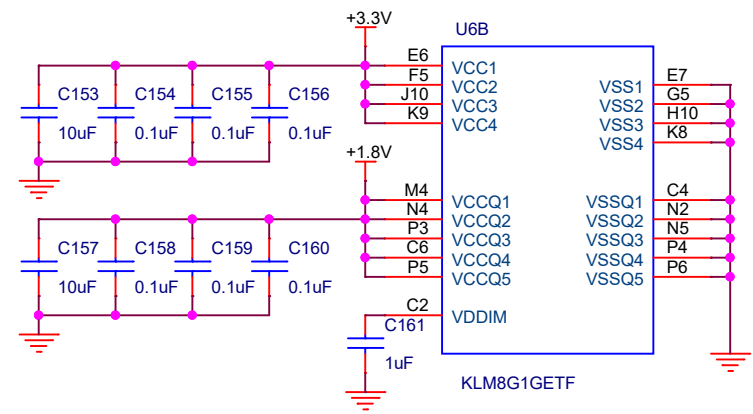 +3.3V
U6B
C153
C154
C155
C156
10uF
0.1uF
0.1uF
0.1uF
E6
F5
J10
K9
VCC1
VCC2
VCC3
VCC4
VSS1
VSS2
VSS3
VSS4
E7
G5
H10
K8
+1.8V
M4
N4
P3
C6
P5
VCCQ1
VCCQ2
VCCQ3
VCCQ4
VCCQ5
VSSQ1
VSSQ2
VSSQ3
VSSQ4
VSSQ5
C4
N2
N5
P4
P6
C157
C158
C159
C160
10uF
0.1uF
0.1uF
0.1uF
C2
VDDIM
C161
1uF
KLM8G1GETF